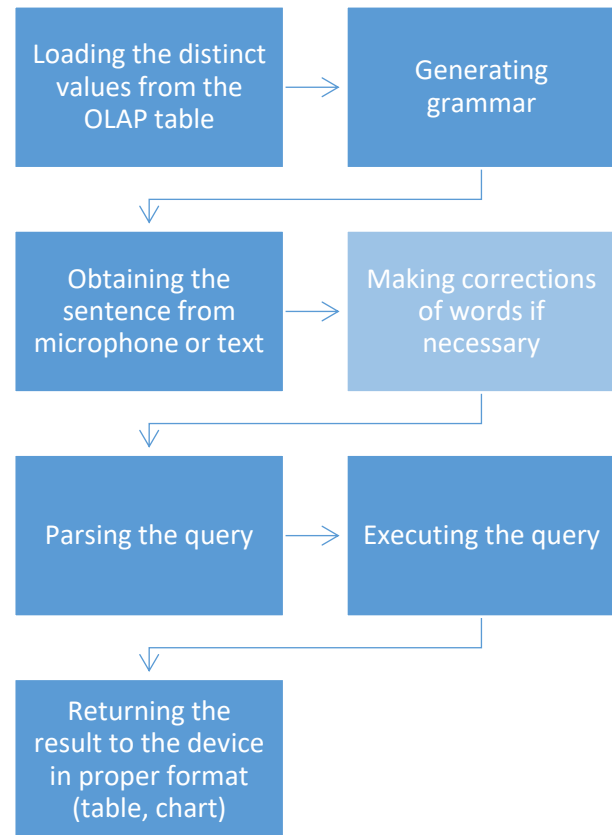 Loading the distinct
values from the
OLAP table
Generating
grammar
Obtaining the
sentence from
microphone or text
Making corrections
of words if
necessary
Parsing the query
Executing the query
Returning the
result to the device
in proper format
(table, chart)